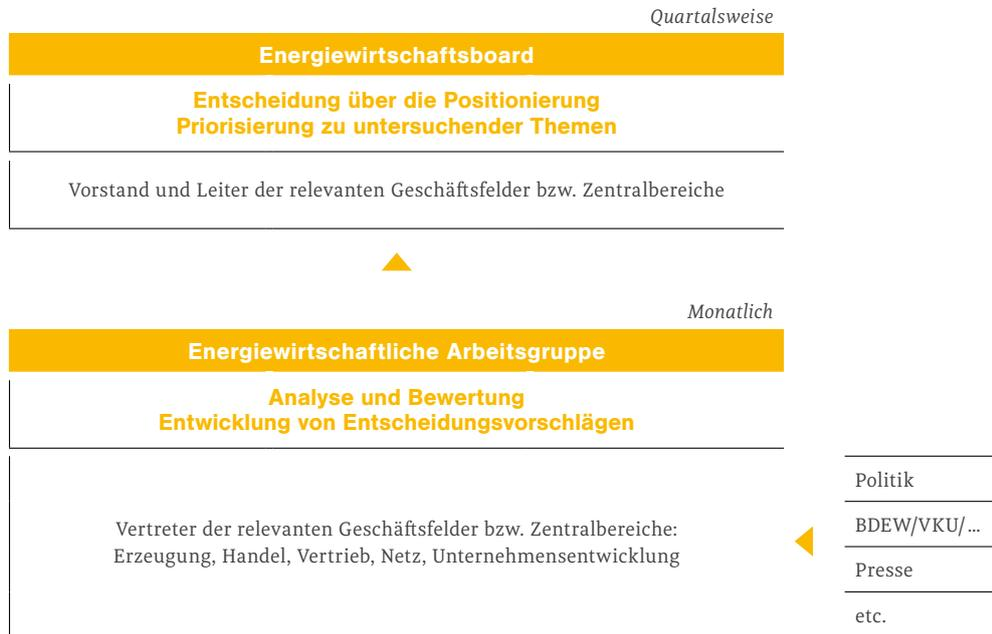 Quartalsweise
Energiewirtschaftsboard
Entscheidung über die Positionierung
Priorisierung zu untersuchender Themen
Vorstand und Leiter der relevanten Geschäftsfelder bzw. Zentralbereiche
Monatlich
Energiewirtschaftliche Arbeitsgruppe
Analyse und Bewertung
Entwicklung von Entscheidungsvorschlägen
Vertreter der relevanten Geschäftsfelder bzw. Zentralbereiche:
Erzeugung, Handel, Vertrieb, Netz, Unternehmensentwicklung
Politik
BDEW/VKU/...
Presse
etc.